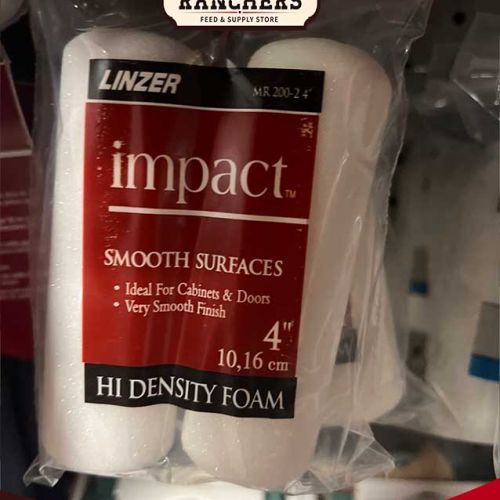 RANCHERS
FEED & SUPPLY STORE
LINZER
MR 200-2 4"
impact™
SMOOTH SURFACES
• Ideal For Cabinets & Doors
• Very Smooth Finish
4"
10,16 cm
HI DENSITY FOAM